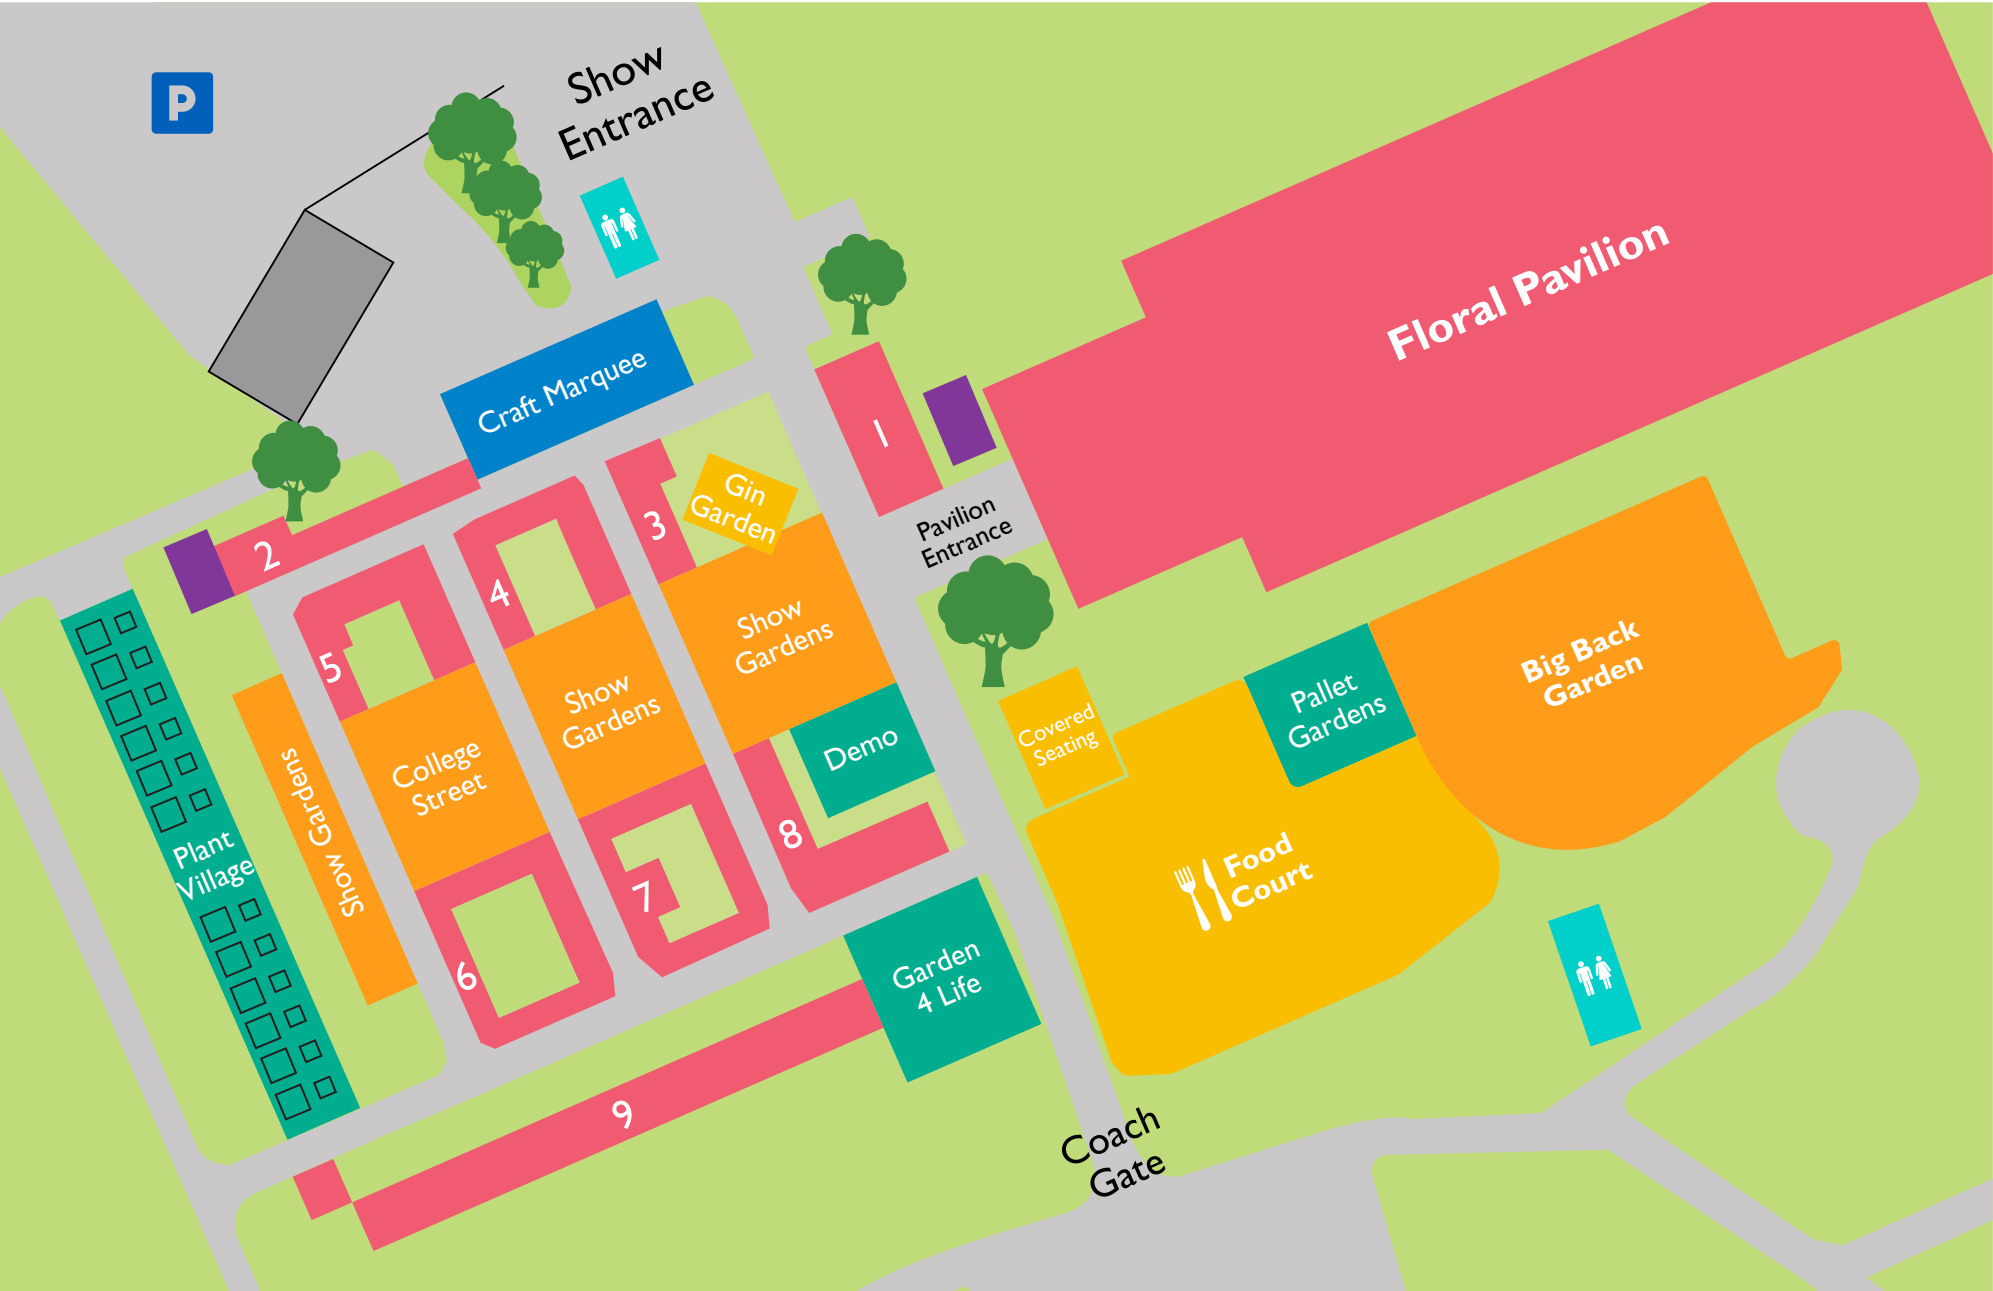 P
Show
Entrance
Floral Pavilion
Craft Marquee
1
Gin
Garden
3
Pavilion
Entrance
2
4
5
Show
Gardens
Show
Gardens
College
Street
Show Gardens
Plant
Village
Demo
Covered
Seating
Pallet
Gardens
Big Back
Garden
8
7
6
Food
Court
Garden
4 Life
9
Coach
Gate